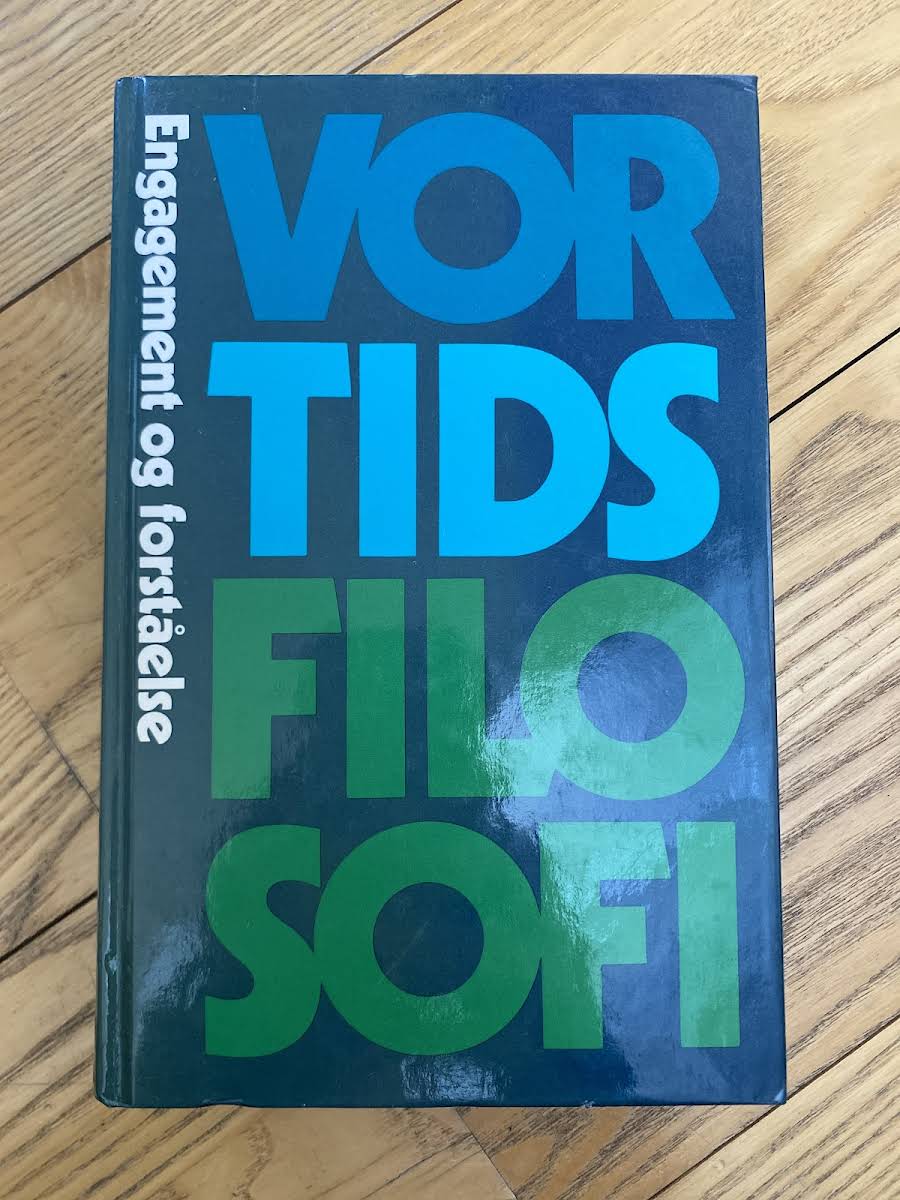 VOR
TIDS
FILO
SOFI
Engagement og forståelse